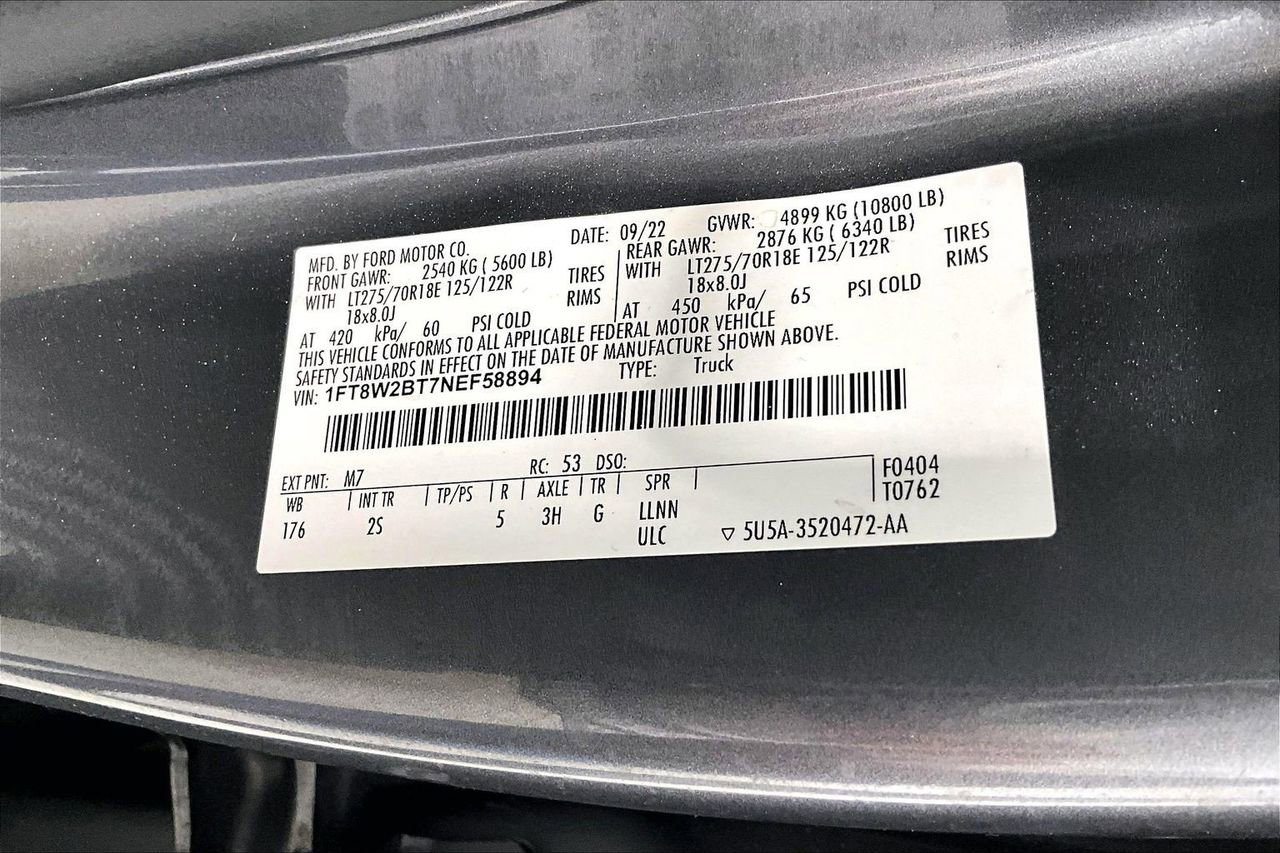 MFD. BY FORD MOTOR CO.
DATE: 09/22 GVWR: 4899 KG (10800 LB)
FRONT GAWR: 2540 KG ( 5600 LB)
WITH LT275/70R18E 125/122R TIRES
18x8.0J RIMS
AT 420 kPa/ 60 PSI COLD
REAR GAWR: 2876 KG ( 6340 LB)
WITH LT275/70R18E 125/122R TIRES
18x8.0J RIMS
AT 450 kPa/ 65 PSI COLD
THIS VEHICLE CONFORMS TO ALL APPLICABLE FEDERAL MOTOR VEHICLE
SAFETY STANDARDS IN EFFECT ON THE DATE OF MANUFACTURE SHOWN ABOVE.
VIN: 1FT8W2BT7NEF58894 TYPE: Truck
EXT PNT: M7 RC: 53 DSO:
WB INT TR TP/PS R AXLE TR SPR
176 2S 5 3H G LLNN
ULC
F0404
T0762
▽ 5U5A-3520472-AA